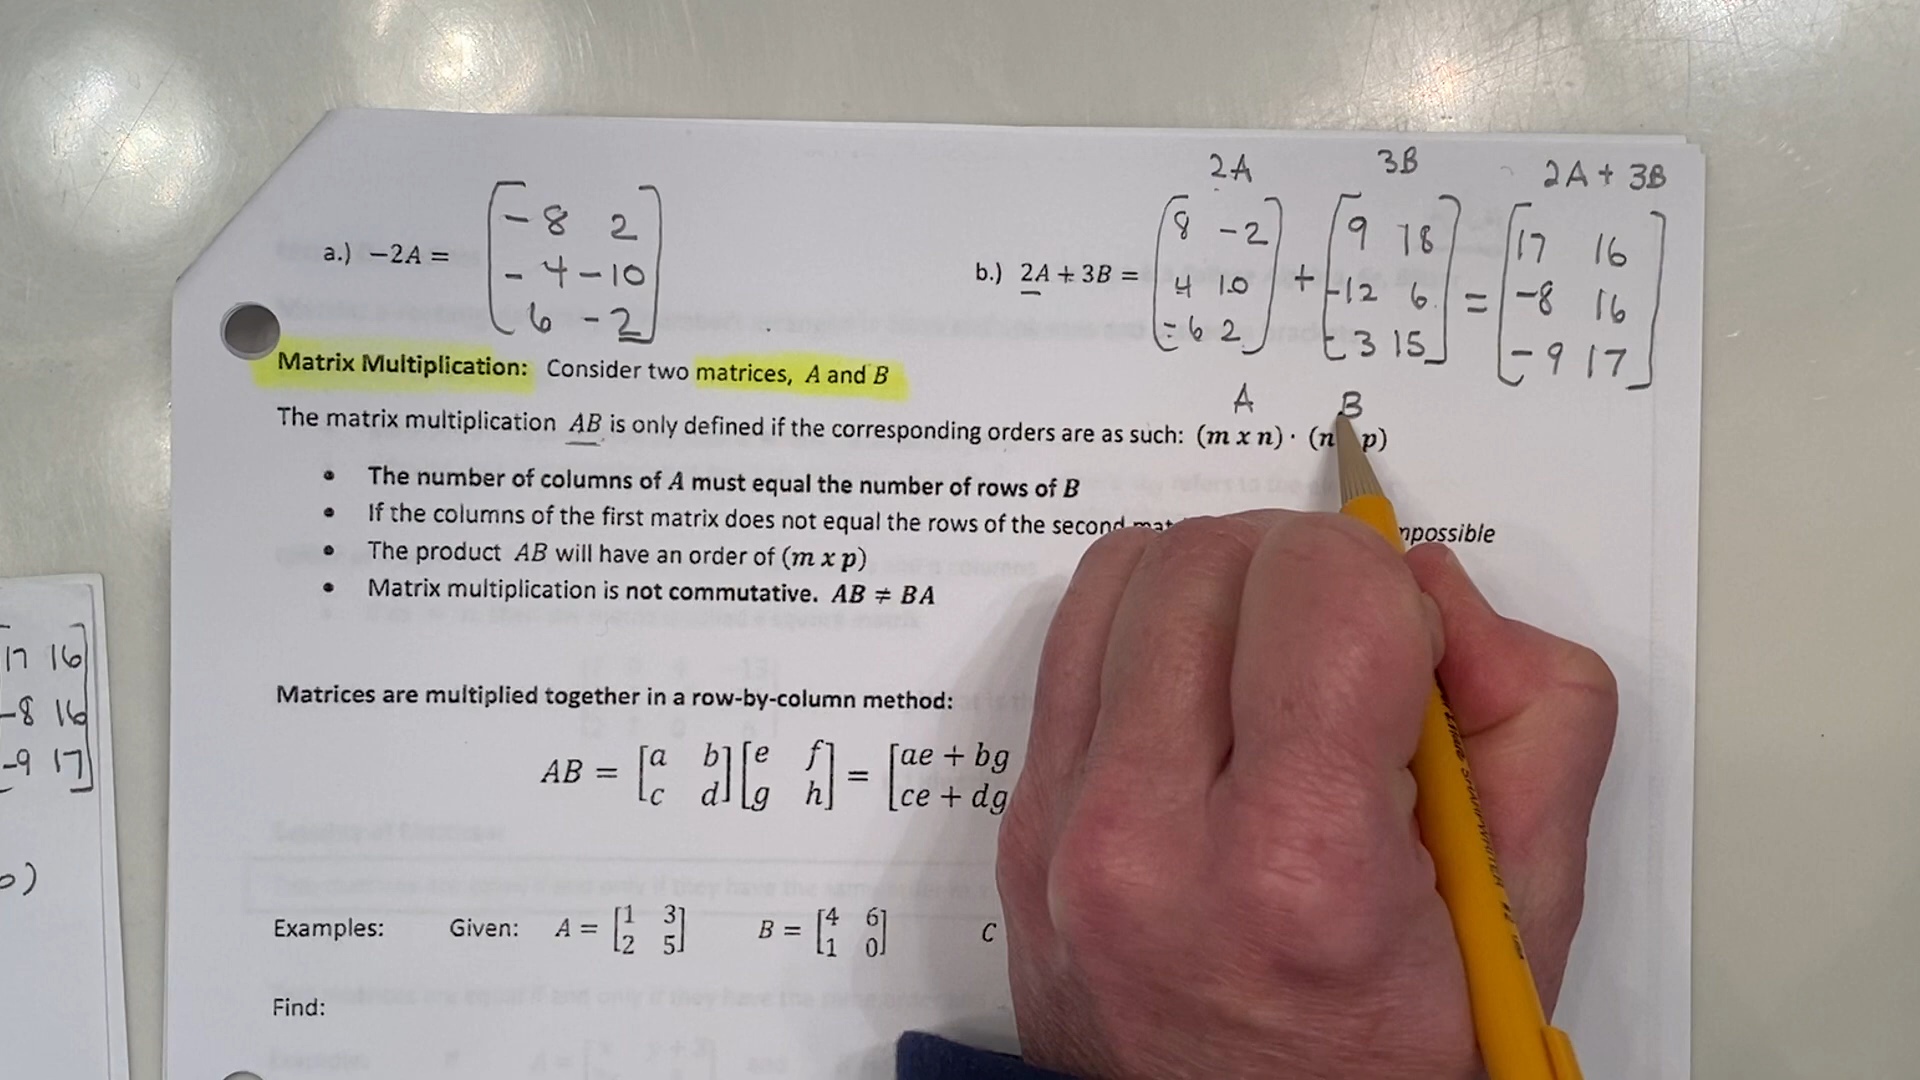 2A 3B 2A + 3B
a.) −2A = [-8 2
-4 -10
6 -2]
b.) 2A + 3B = [8 -2
4 10
-6 2] + [9 18
-12 6
-3 15] = [17 16
-8 16
-9 17]
Matrix Multiplication: Consider two matrices, A and B
A B
The matrix multiplication AB is only defined if the corresponding orders are as such: (m x n) · (n p)
• The number of columns of A must equal the number of rows of B
• If the columns of the first matrix does not equal the rows of the second
• The product AB will have an order of (m x p)
• Matrix multiplication is not commutative. AB ≠ BA
17 16
-8 16
-9 17
Matrices are multiplied together in a row-by-column method:
AB = [a b
c d] [e f
g h] = [ae + bg
ce + dg
Examples: Given: A = [1 3
2 5] B = [4 6
1 0] C
Find: